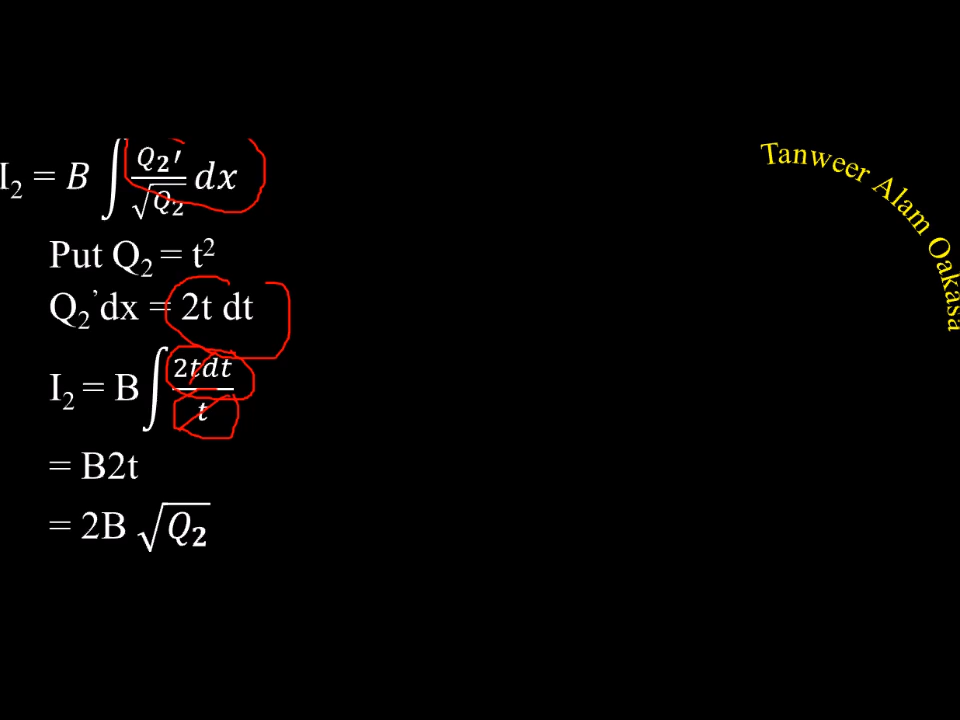 I₂ = B ∫ Q₂′/√Q₂ dx
Put Q₂ = t²
Q₂’dx = 2t dt
I₂ = B ∫ 2tdt/t
= B2t
= 2B √Q₂
Tanweer Alam Oakasa